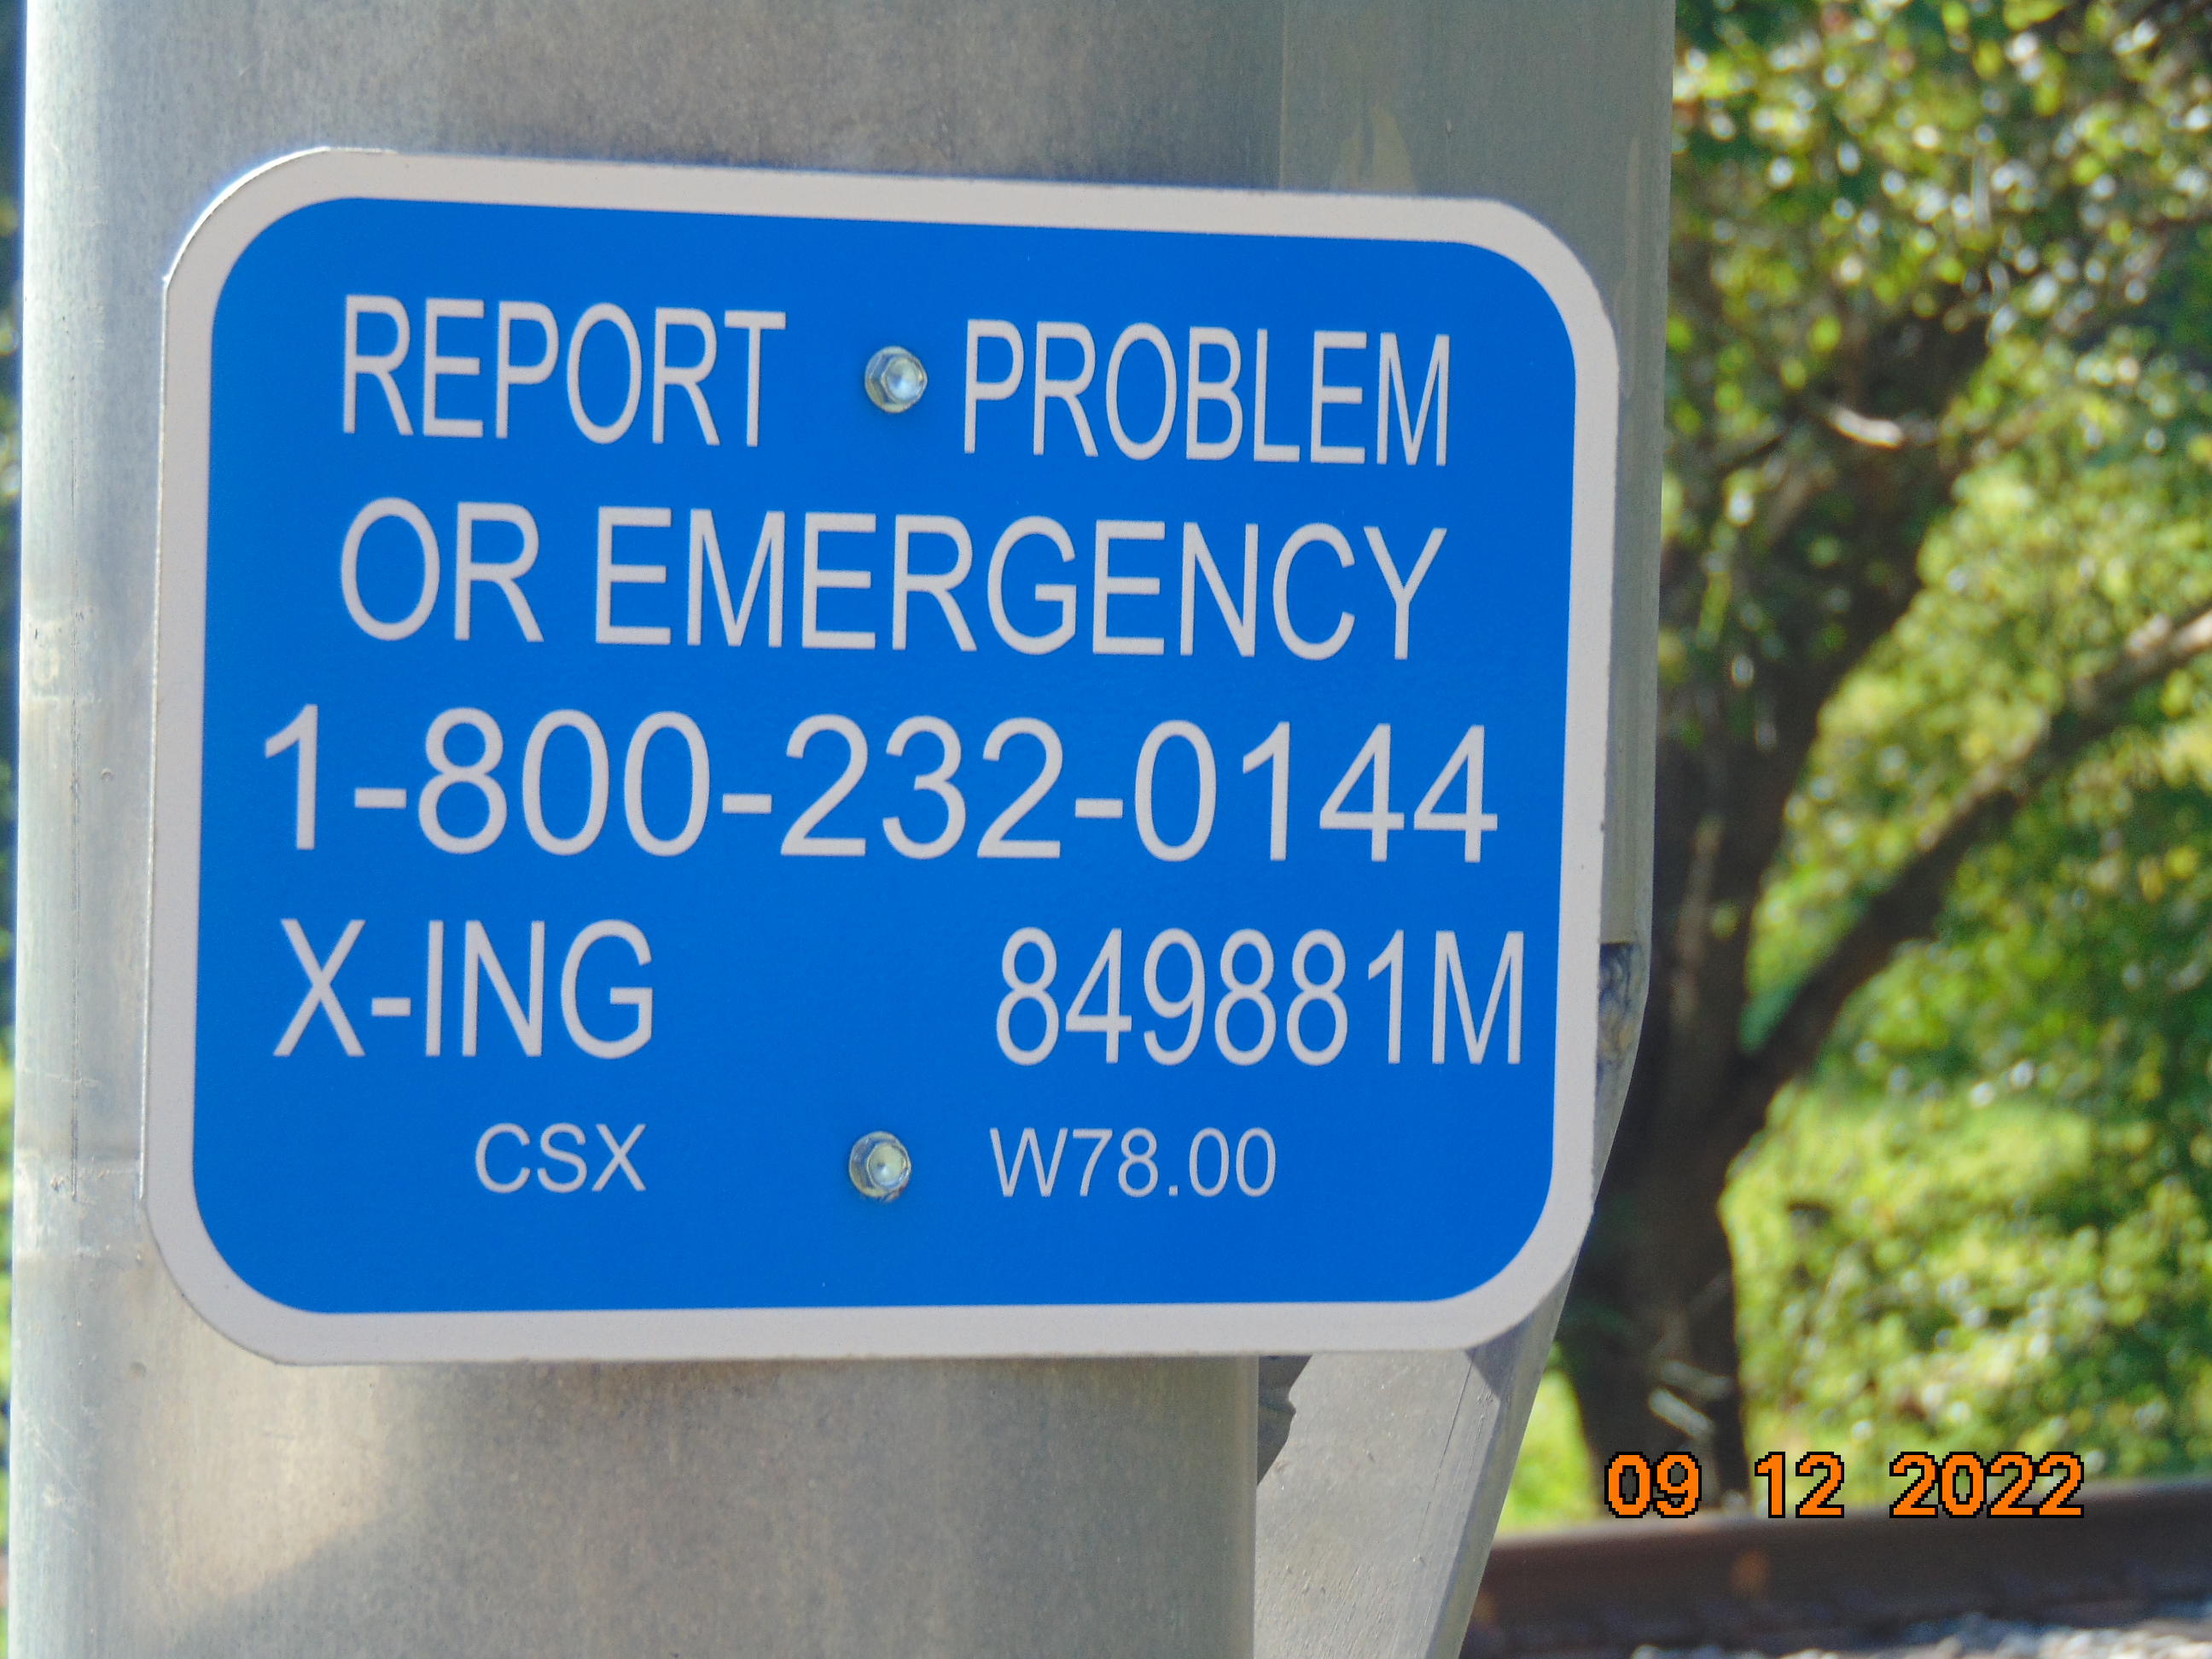 REPORT PROBLEM
OR EMERGENCY
1-800-232-0144
X-ING 849881M
CSX W78.00
09 12 2022